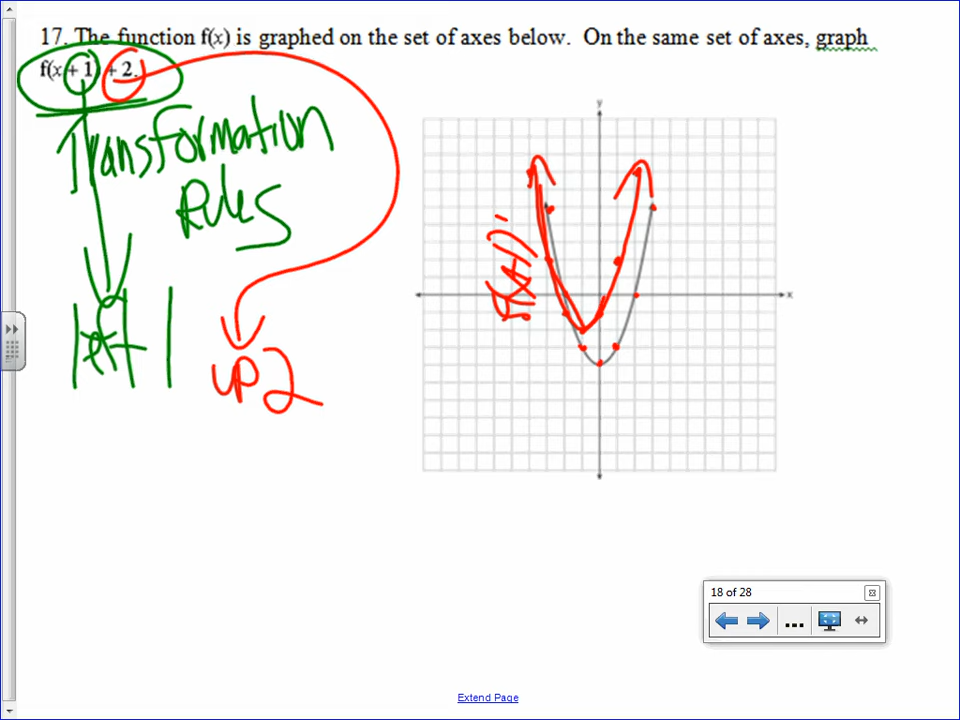 17. The function f(x) is graphed on the set of axes below. On the same set of axes, graph
f(x + 1) + 2.
Transformation
Rules
left 1
up 2
y
x
18 of 28
...
Extend Page